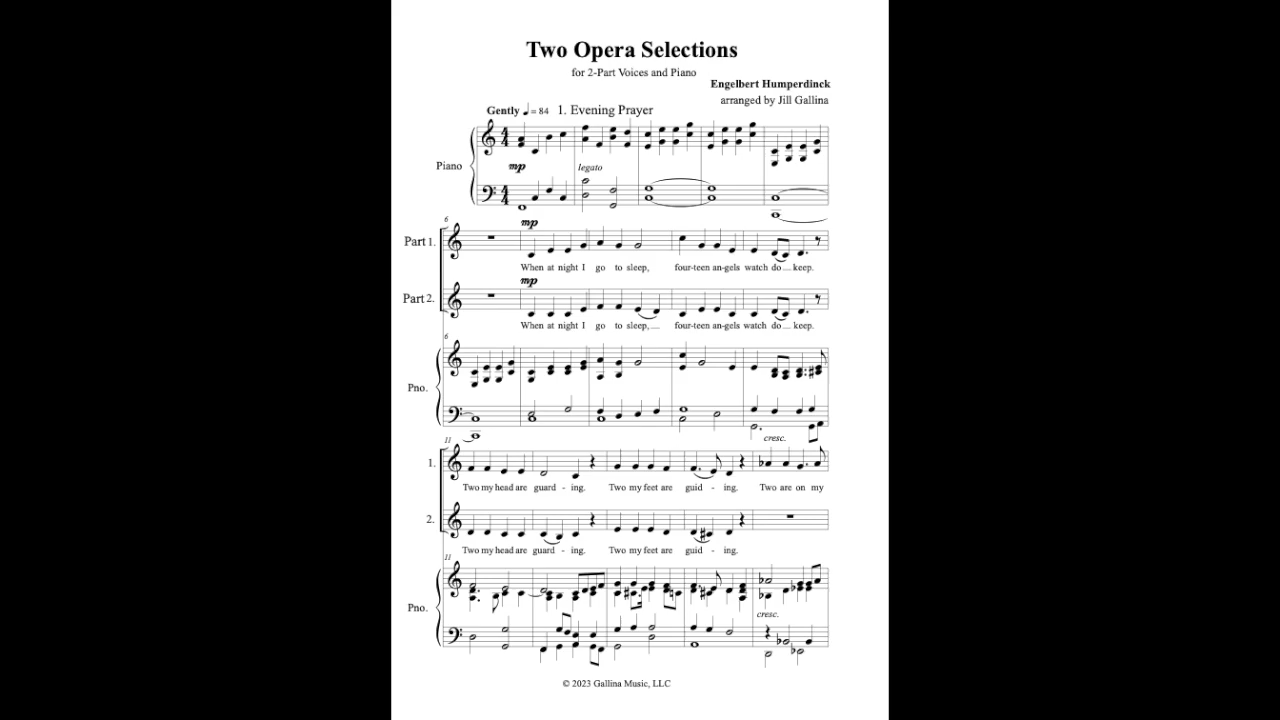 Two Opera Selections
for 2-Part Voices and Piano
Engelbert Humperdinck
arranged by Jill Gallina
Gently ♩ = 84 1. Evening Prayer
Piano
mp
legato
6
mp
Part 1.
When at night I go to sleep, four-teen an-gels watch do keep.
mp
Part 2.
When at night I go to sleep, four-teen an-gels watch do keep.
6
Pno.
cresc.
11
1.
Two my head are guard - ing. Two my feet are guid - ing. Two are on my
2.
Two my head are guard - ing. Two my feet are guid - ing.
11
Pno.
cresc.
© 2023 Gallina Music, LLC